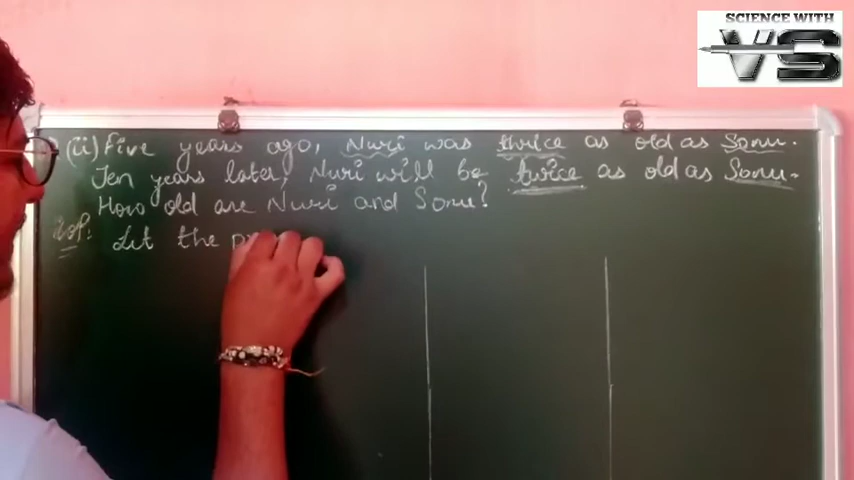 SCIENCE WITH
VS
(ii) Five years ago, Nuri was thrice as old as Sonu.
Ten years later, Nuri will be twice as old as Sonu.
How old are Nuri and Sonu?
Let the